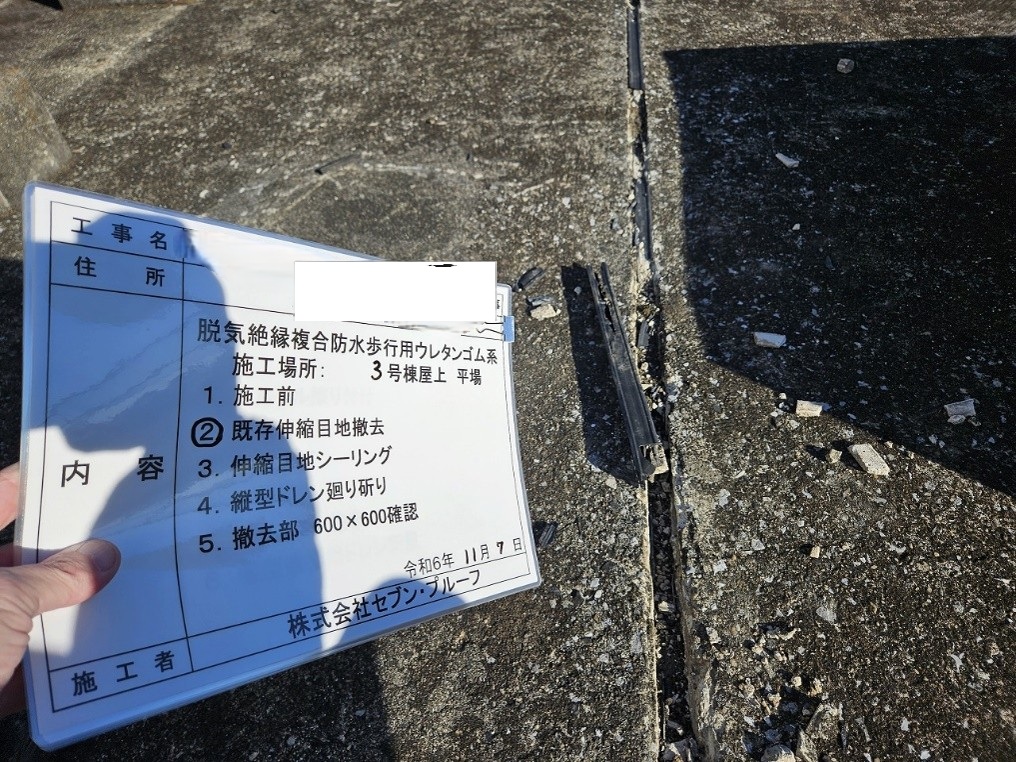 工事名
住所
脱気絶縁複合防水歩行用ウレタンゴム系
施工場所: 3号棟屋上 平場
1. 施工前
② 既存伸縮目地撤去
内容
3. 伸縮目地シーリング
4. 縦型ドレン廻り斫り
5. 撤去部 600×600確認
令和6年 11月 7日
株式会社セブン・プルーフ
施工者